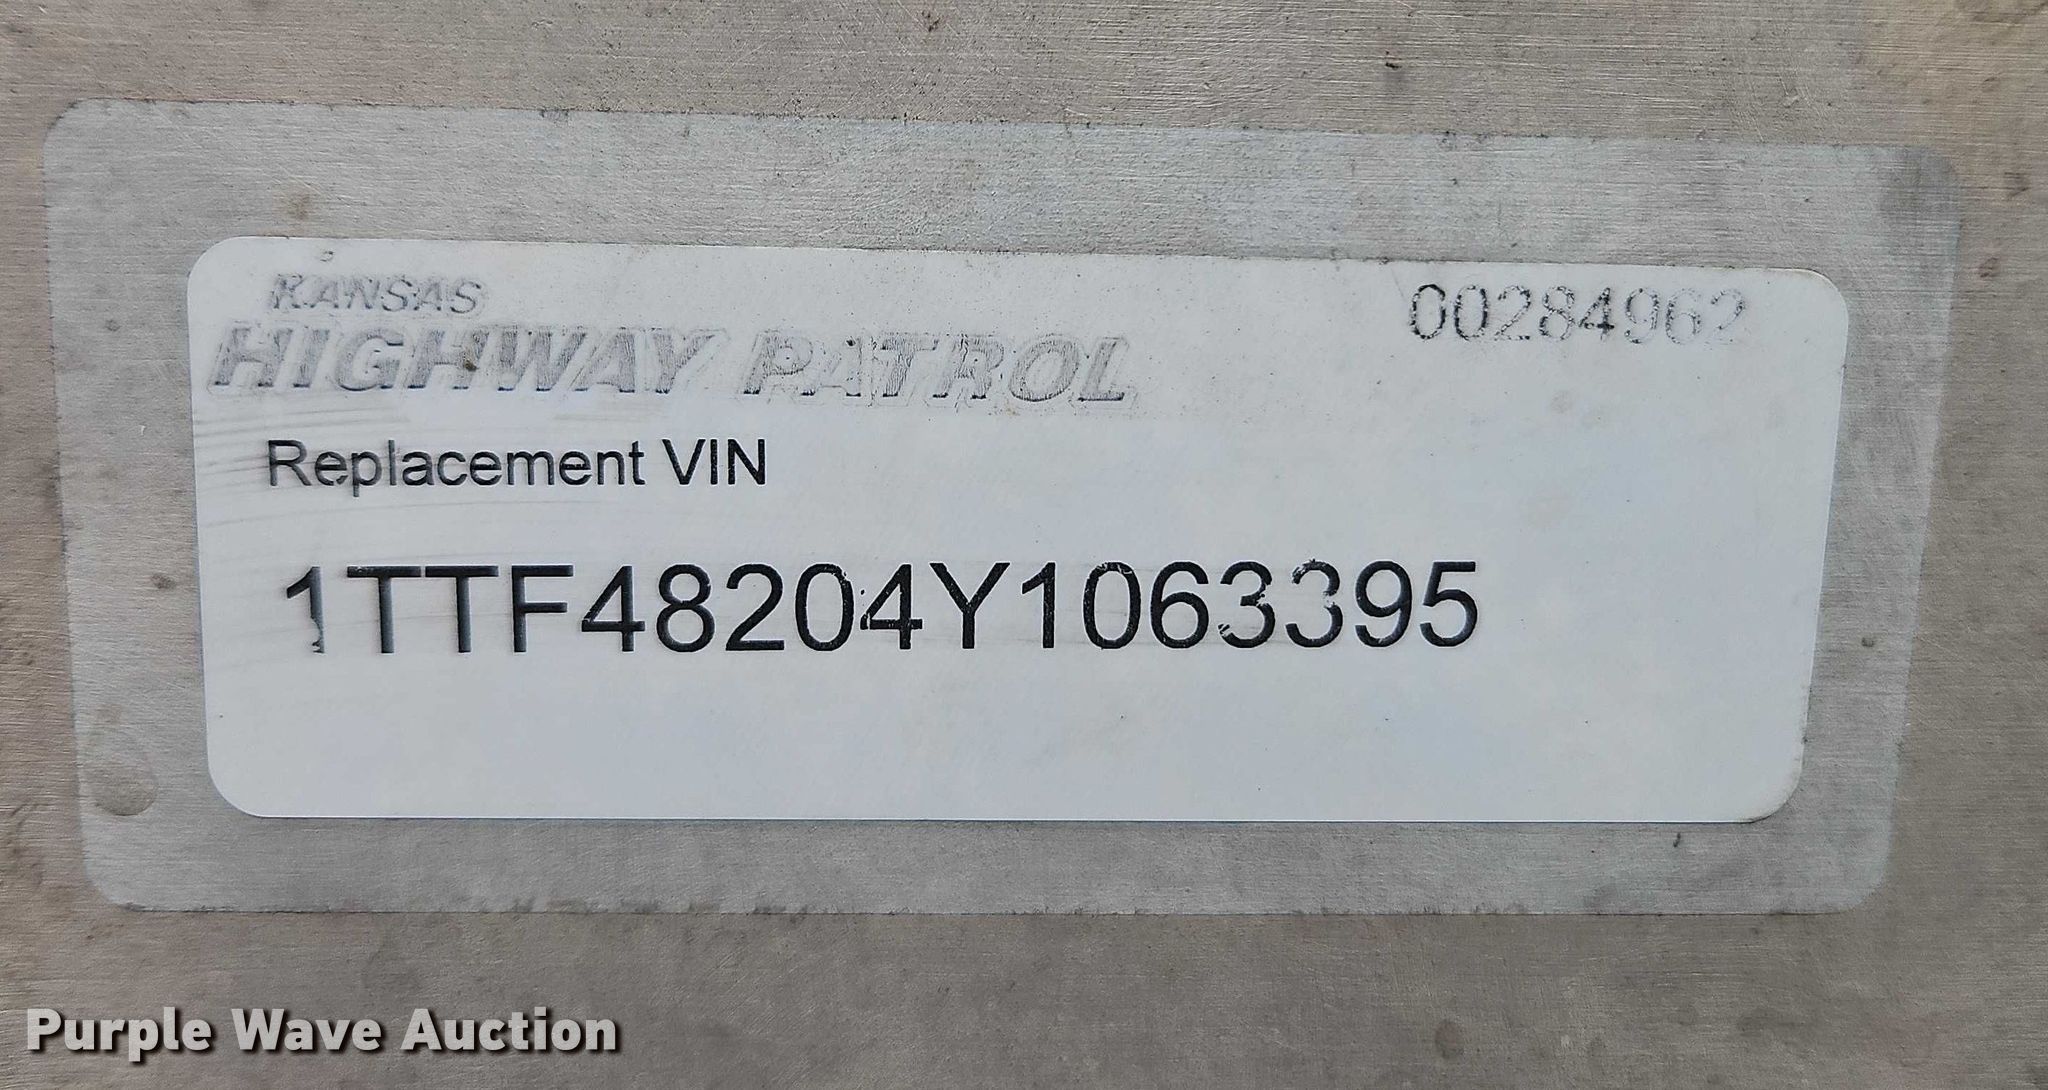 KANSAS
HIGHWAY PATROL
00284962
Replacement VIN
1TTF48204Y1063395
Purple Wave Auction